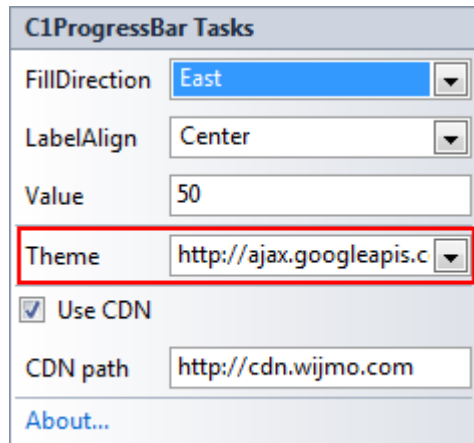 C1ProgressBar Tasks
FillDirection East
LabelAlign Center
Value 50
Theme http://ajax.googleapis.c
Use CDN
CDN path http://cdn.wijmo.com
About...